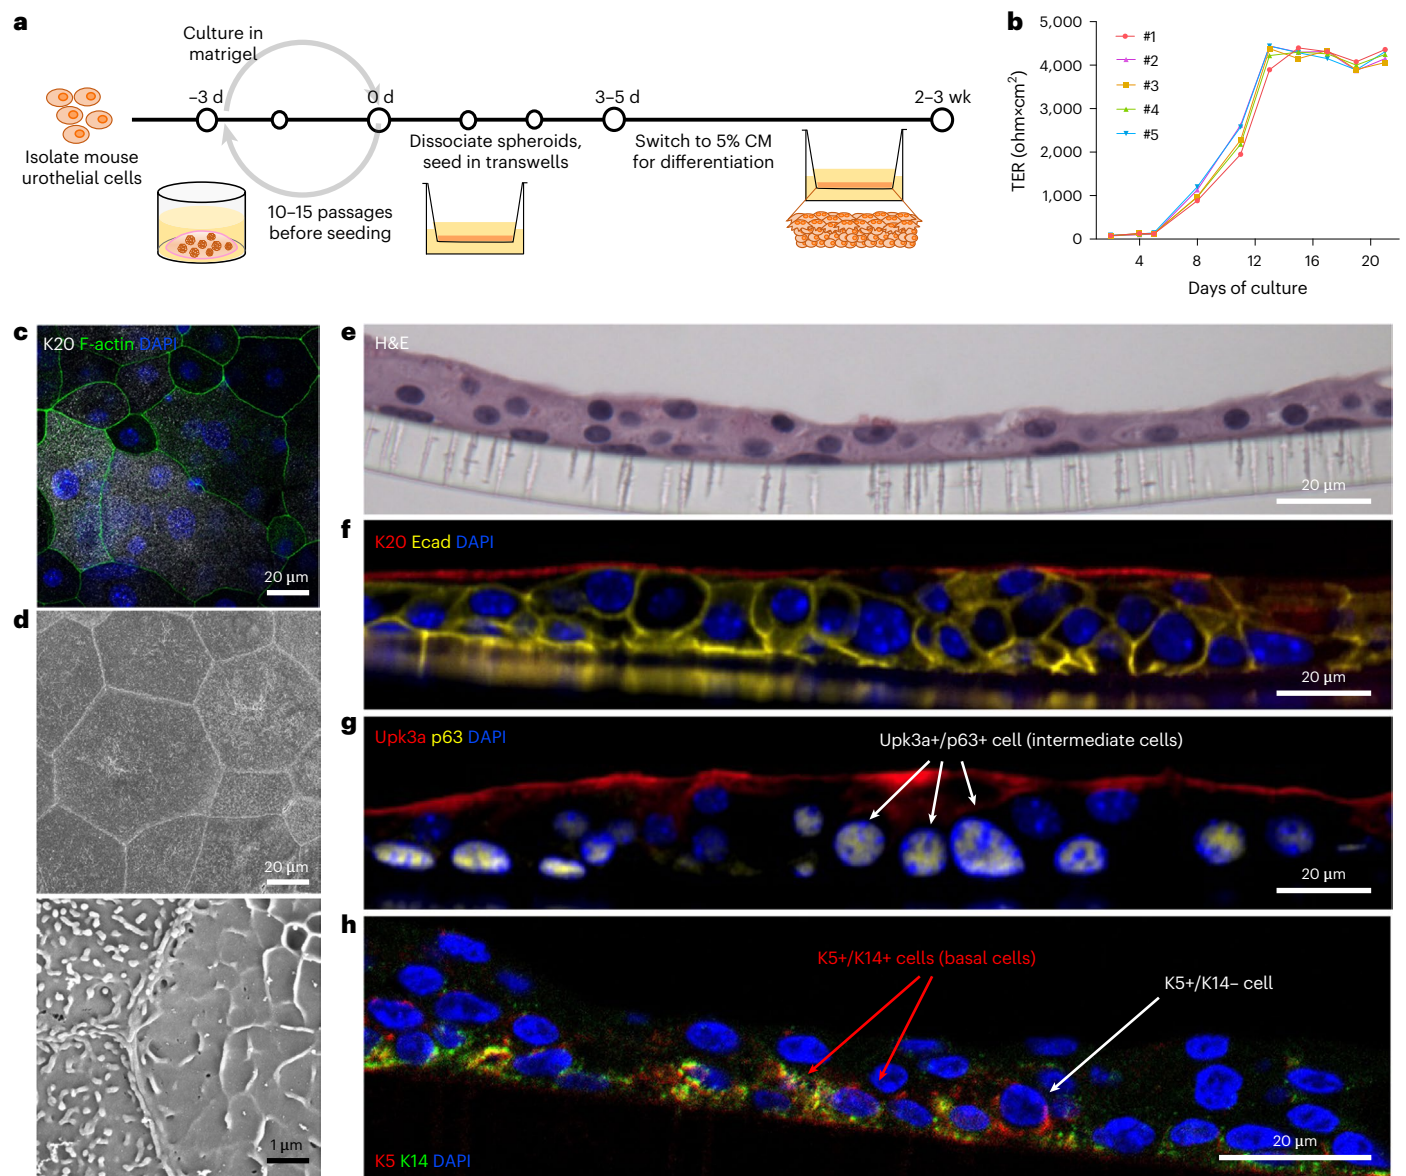 a
Culture in
matrigel
–3 d
0 d
3–5 d
2–3 wk
Isolate mouse
urothelial cells
Dissociate spheroids,
seed in transwells
Switch to 5% CM
for differentiation
10–15 passages
before seeding
b
5,000
4,000
3,000
2,000
1,000
0
TER (ohm×cm²)
#1
#2
#3
#4
#5
4
8
12
16
20
Days of culture
c
K20 F-actin DAPI
20 µm
d
20 µm
1 µm
e
H&E
20 µm
f
K20 Ecad DAPI
20 µm
g
Upk3a p63 DAPI
Upk3a+/p63+ cell (intermediate cells)
20 µm
h
K5+/K14+ cells (basal cells)
K5+/K14– cell
K5 K14 DAPI
20 µm